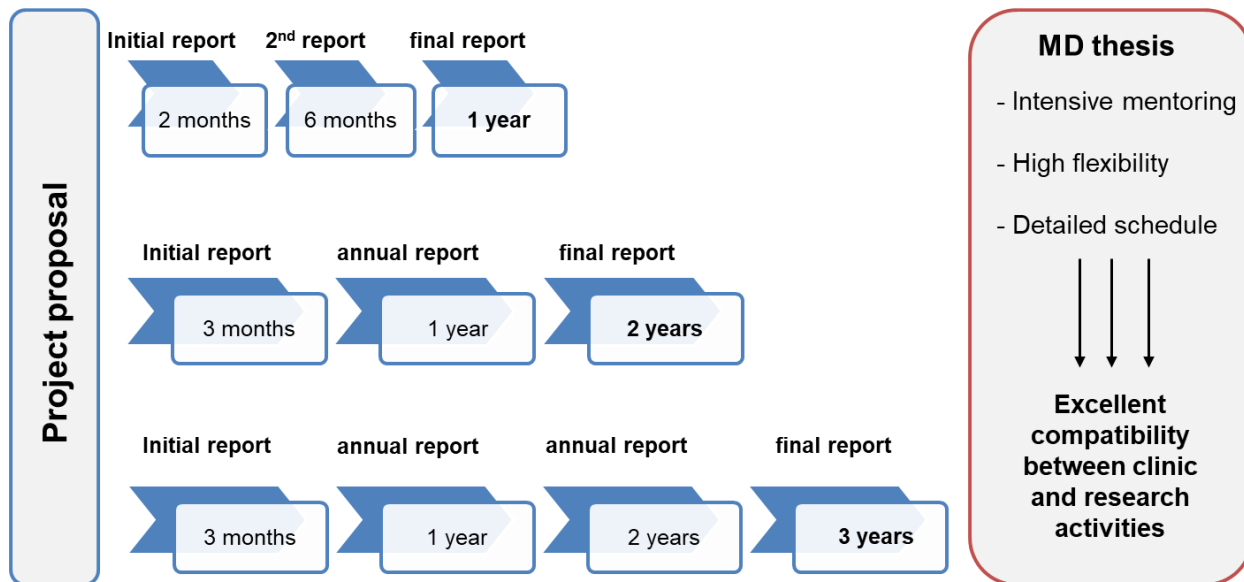 Project proposal
Initial report
2nd report
final report
2 months
6 months
1 year
Initial report
annual report
final report
3 months
1 year
2 years
Initial report
annual report
annual report
final report
3 months
1 year
2 years
3 years
MD thesis
- Intensive mentoring
- High flexibility
- Detailed schedule
Excellent
compatibility
between clinic
and research
activities